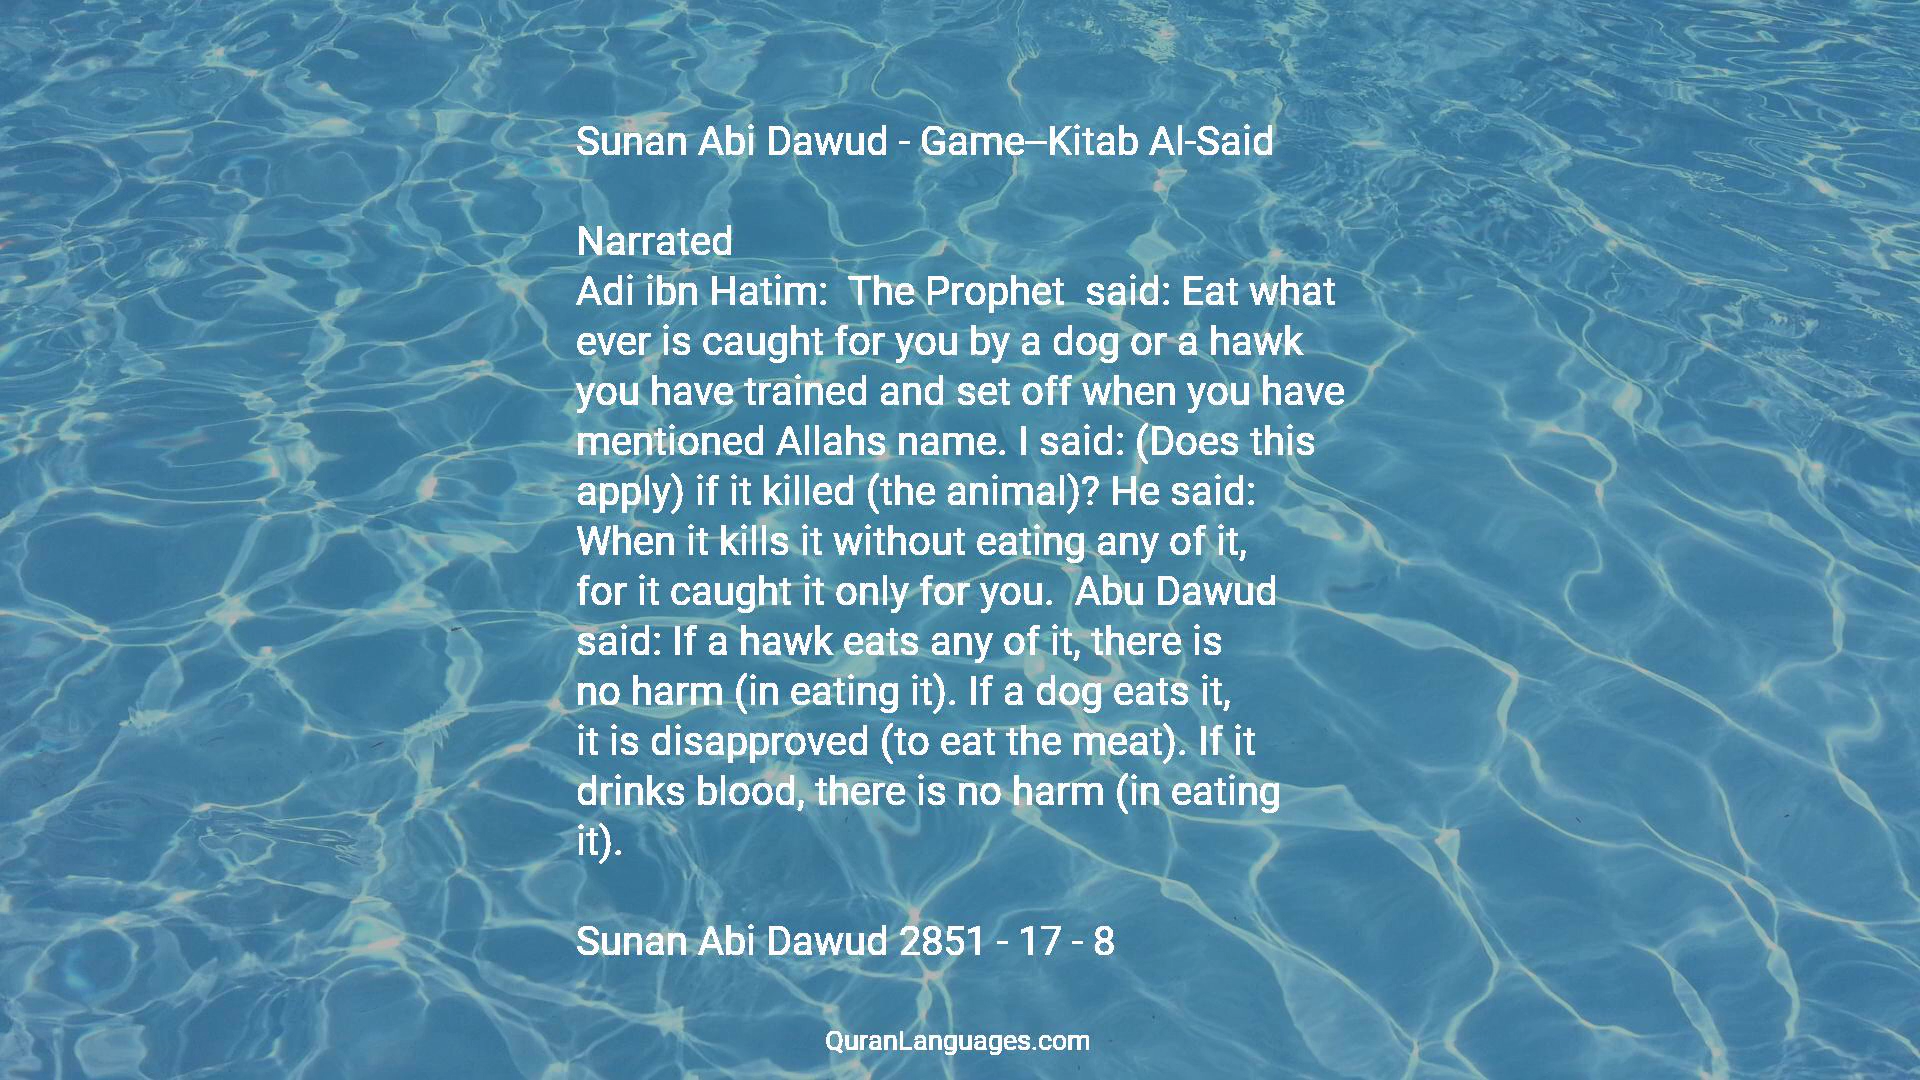 Sunan Abi Dawud - Game--Kitab Al-Said
Narrated
Adi ibn Hatim:  The Prophet  said: Eat what
ever is caught for you by a dog or a hawk
you have trained and set off when you have
mentioned Allahs name. I said: (Does this
apply) if it killed (the animal)? He said:
When it kills it without eating any of it,
for it caught it only for you.  Abu Dawud
said: If a hawk eats any of it, there is
no harm (in eating it). If a dog eats it,
it is disapproved (to eat the meat). If it
drinks blood, there is no harm (in eating
it).
Sunan Abi Dawud 2851 - 17 - 8
QuranLanguages.com